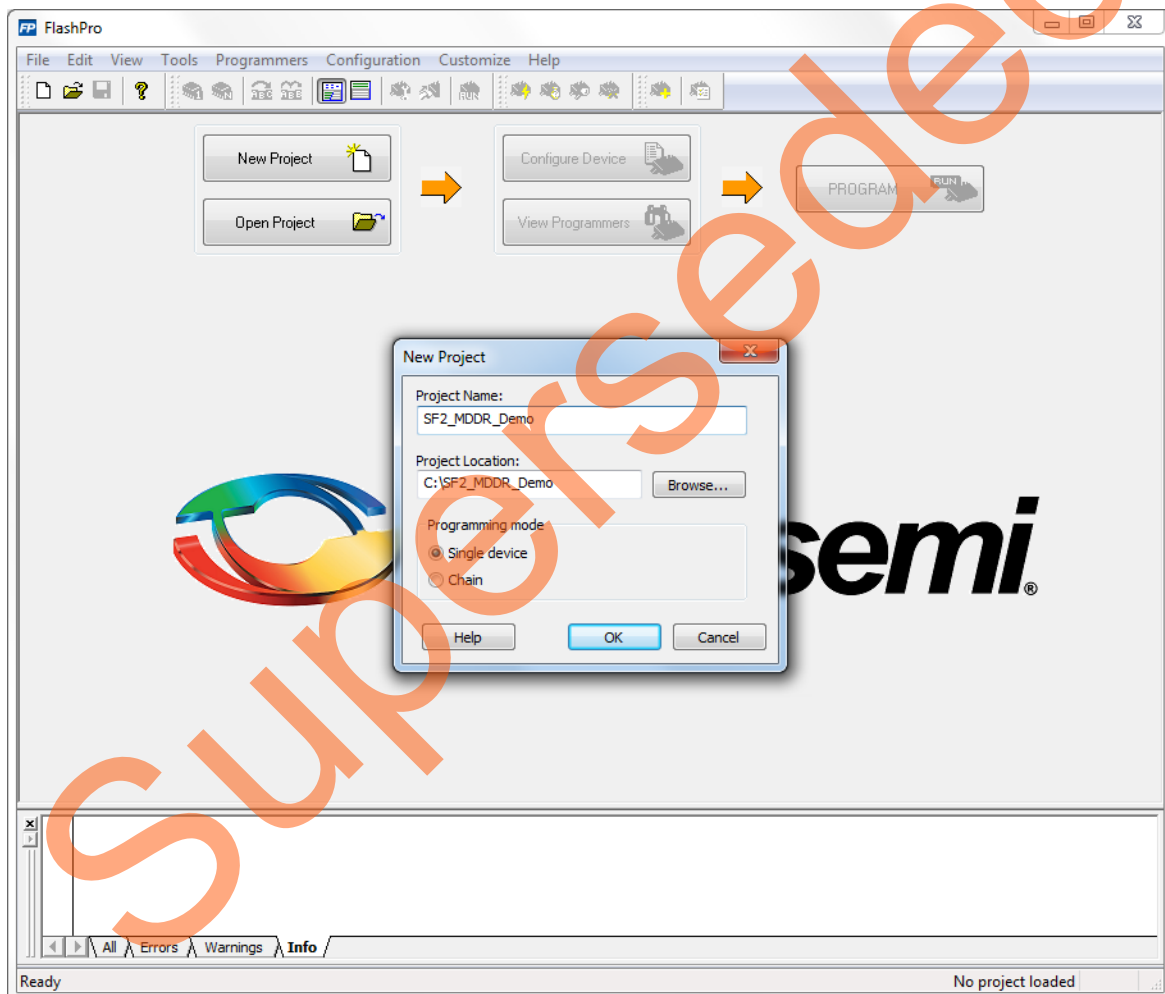 FlashPro
File Edit View Tools Programmers Configuration Customize Help
New Project
Configure Device
PROGRAM
RUN
Open Project
View Programmers
New Project
Project Name:
SF2_MDDR_Demo
Project Location:
C:\SF2_MDDR_Demo
Browse...
Programming mode
Single device
Chain
Help OK Cancel
semi®
Superseded
All Errors Warnings Info
Ready No project loaded